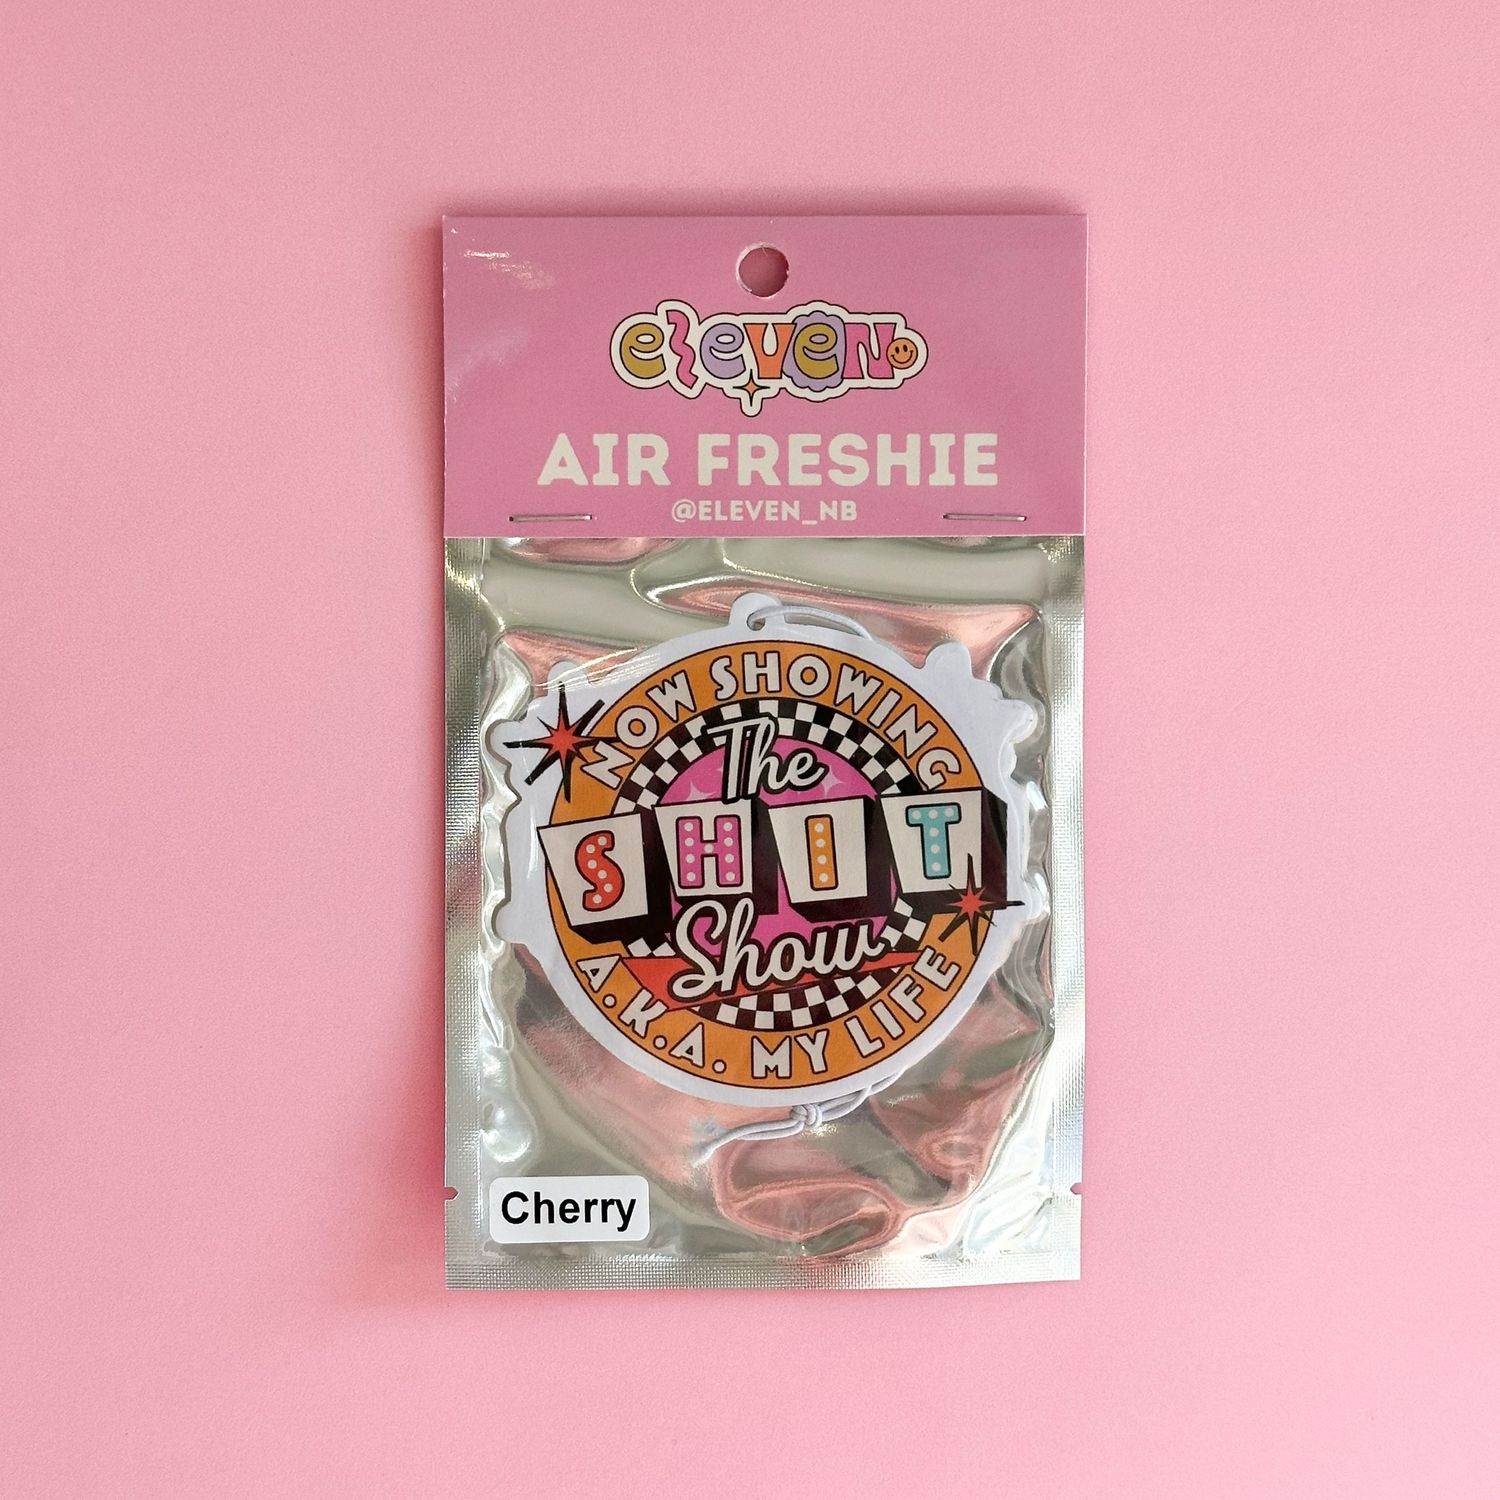 eleven
AIR FRESHIE
@ELEVEN_NB
NOW SHOWING
The
SHIT
Show
A.K.A. MY LIFE
Cherry